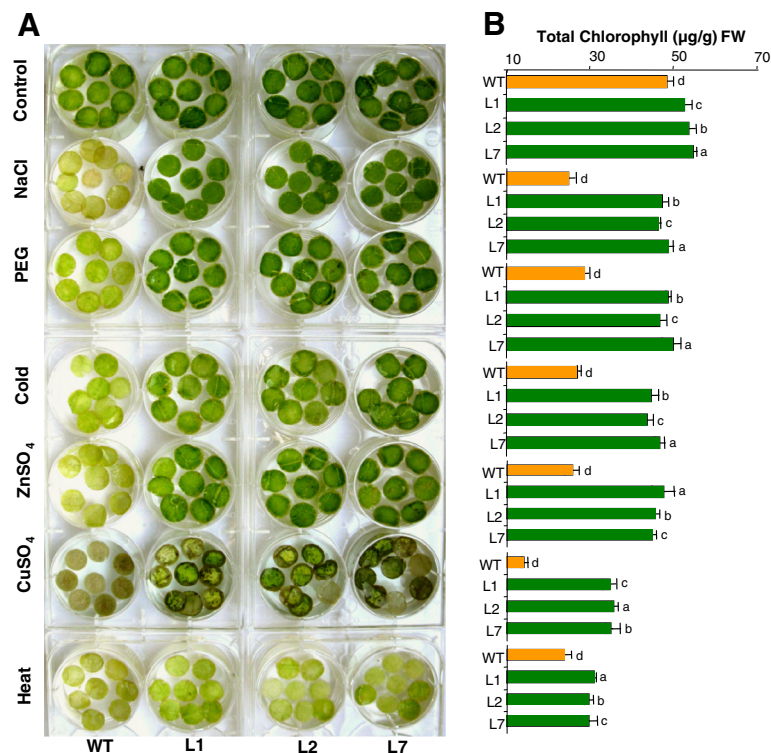 A
Control
NaCl
PEG
Cold
ZnSO4
CuSO4
Heat
WT L1 L2 L7
B
Total Chlorophyll (µg/g) FW
10 30 50 70
WT d
L1 c
L2 b
L7 a
WT d
L1 b
L2 c
L7 a
WT d
L1 b
L2 c
L7 a
WT d
L1 b
L2 c
L7 a
WT d
L1 a
L2 b
L7 c
WT d
L1 c
L2 a
L7 b
WT d
L1 a
L2 b
L7 c